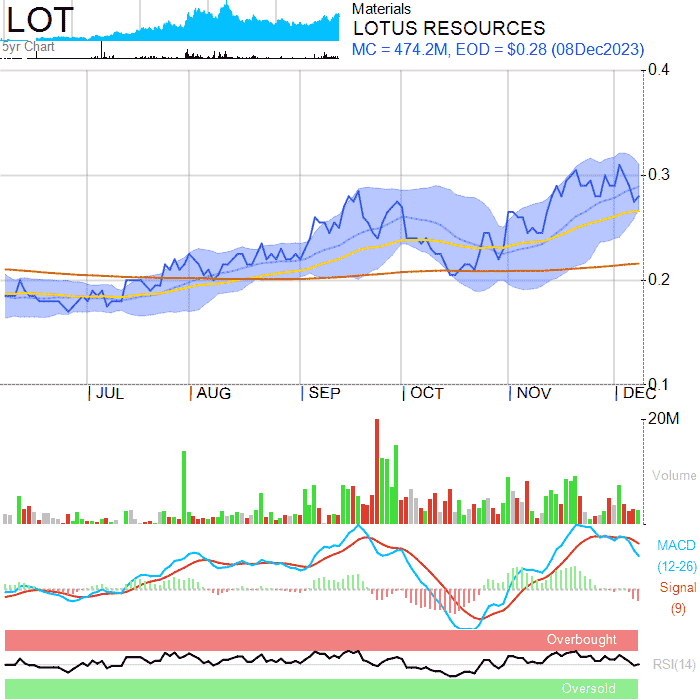 LOT
Materials
LOTUS RESOURCES
5yr Chart
MC = 474.2M, EOD = $0.28 (08Dec2023)
0.4
0.3
0.2
0.1
JUL AUG SEP OCT NOV DEC
20M
Volume
MACD
(12-26)
Signal
(9)
Overbought
RSI(14)
Oversold